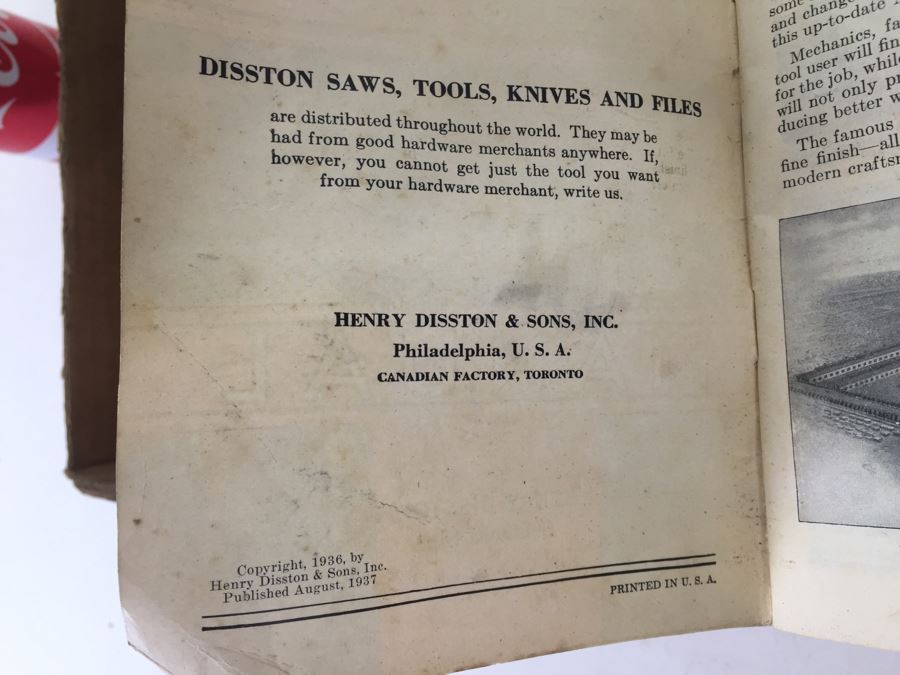 DISSTON SAWS, TOOLS, KNIVES AND FILES
are distributed throughout the world. They may be
had from good hardware merchants anywhere. If,
however, you cannot get just the tool you want
from your hardware merchant, write us.
HENRY DISSTON & SONS, INC.
Philadelphia, U. S. A.
CANADIAN FACTORY, TORONTO
Copyright, 1936, by
Henry Disston & Sons, Inc.
Published August, 1937
PRINTED IN U. S. A.
and change
this up-to-date
Mechanics,
tool user will
for the job,
will not only
ducing better
The famous
fine finish—all
modern